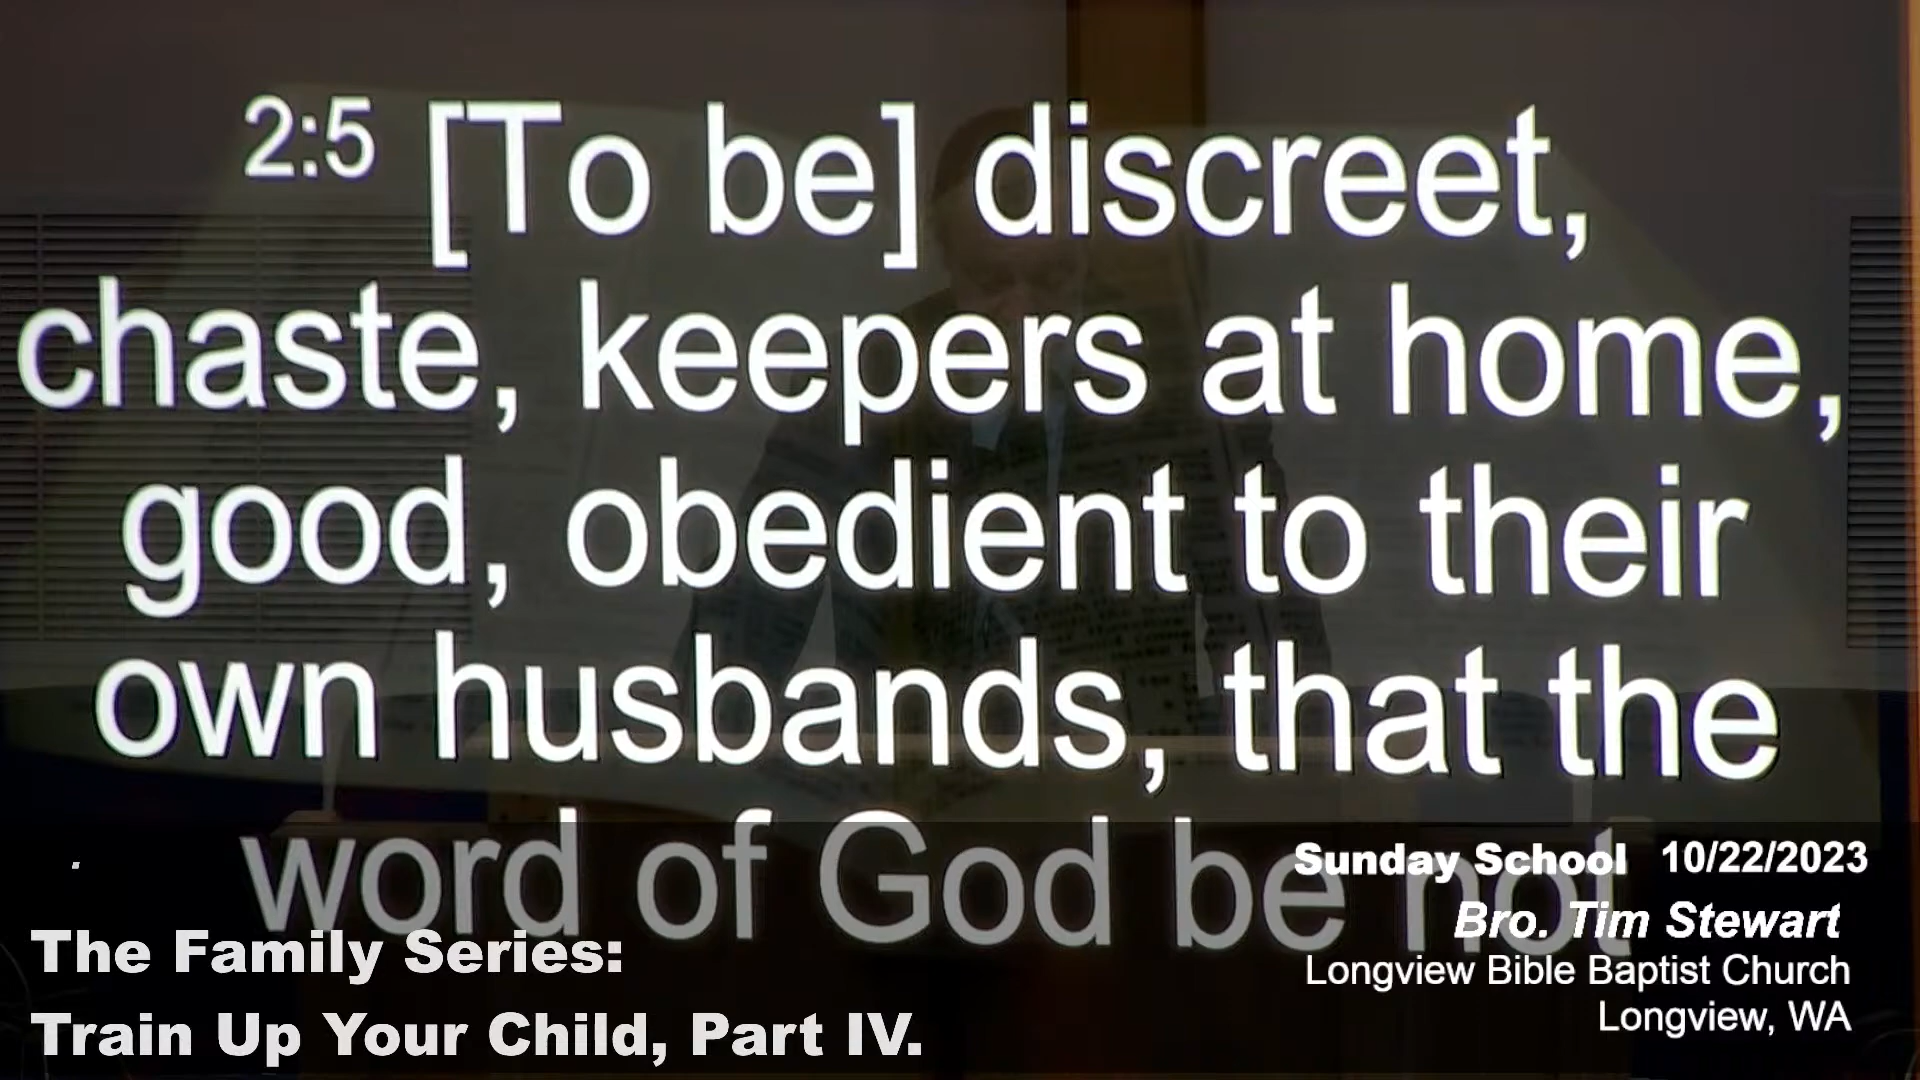 2:5 [To be] discreet,
chaste, keepers at home,
good, obedient to their
own husbands, that the
word of God be not
Sunday School 10/22/2023
Bro. Tim Stewart
Longview Bible Baptist Church
Longview, WA
The Family Series:
Train Up Your Child, Part IV.